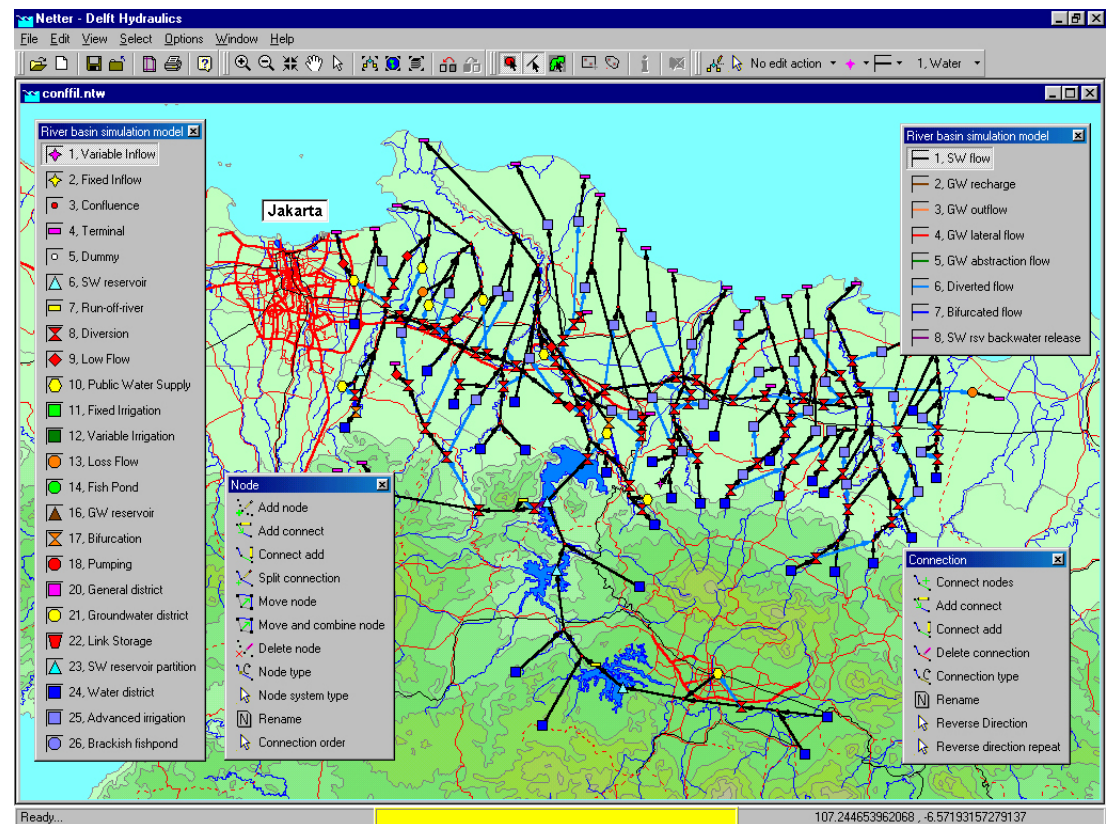 Netter - Delft Hydraulics
File Edit View Select Options Window Help
No edit action
1, Water
conffil.ntw
River basin simulation model
1, Variable Inflow
2, Fixed Inflow
3, Confluence
4, Terminal
5, Dummy
6, SW reservoir
7, Run-off-river
8, Diversion
9, Low Flow
10, Public Water Supply
11, Fixed Irrigation
12, Variable Irrigation
13, Loss Flow
14, Fish Pond
16, GW reservoir
17, Bifurcation
18, Pumping
20, General district
21, Groundwater district
22, Link Storage
23, SW reservoir partition
24, Water district
25, Advanced irrigation
26, Brackish fishpond
Jakarta
River basin simulation model
1, SW flow
2, GW recharge
3, GW outflow
4, GW lateral flow
5, GW abstraction flow
6, Diverted flow
7, Bifurcated flow
8, SW rsv backwater release
Node
Add node
Add connect
Connect add
Split connection
Move node
Move and combine node
Delete node
Node type
Node system type
N Rename
Connection order
Connection
Connect nodes
Add connect
Connect add
Delete connection
Connection type
N Rename
Reverse Direction
Reverse direction repeat
Ready...
107.244653962068 , -6.57193157279137